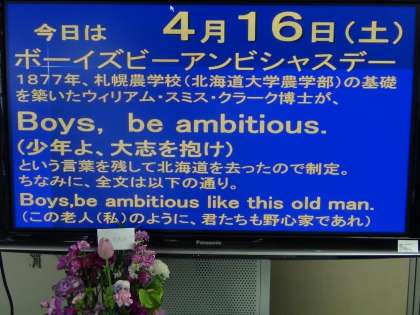 今日は 4月16日(土)
ボーイズビーアンビシャスデー
1877年、札幌農学校(北海道大学農学部)の基礎
を築いたウィリアム・スミス・クラーク博士が、
Boys, be ambitious.
(少年よ、大志を抱け)
という言葉を残して北海道を去ったので制定。
ちなみに、全文は以下の通り。
Boys,be ambitious like this old man.
(この老人(私)のように、君たちも野心家であれ)
Panasonic